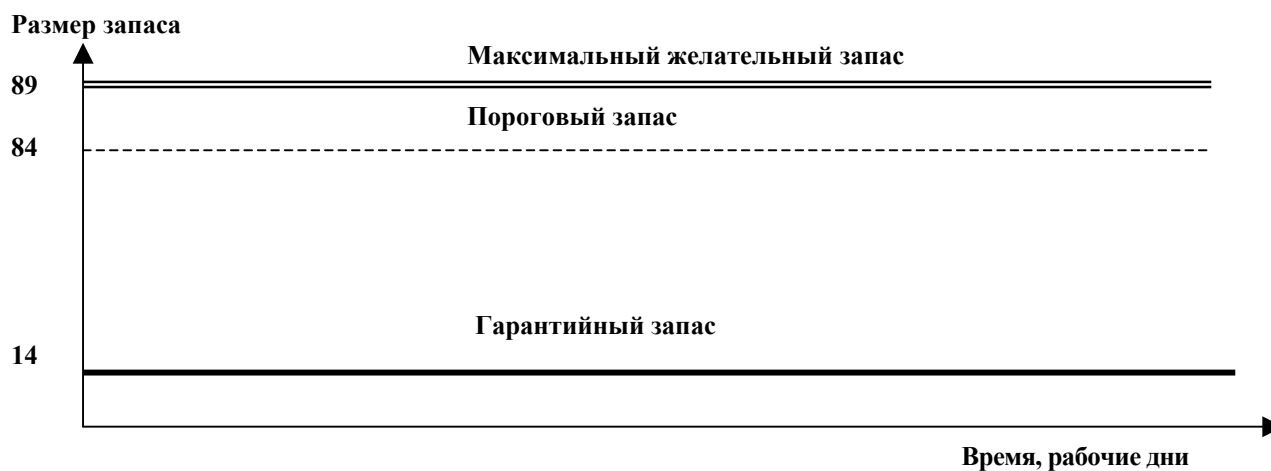 Размер запаса
Максимальный желательный запас
89
Пороговый запас
84
Гарантийный запас
14
Время, рабочие дни